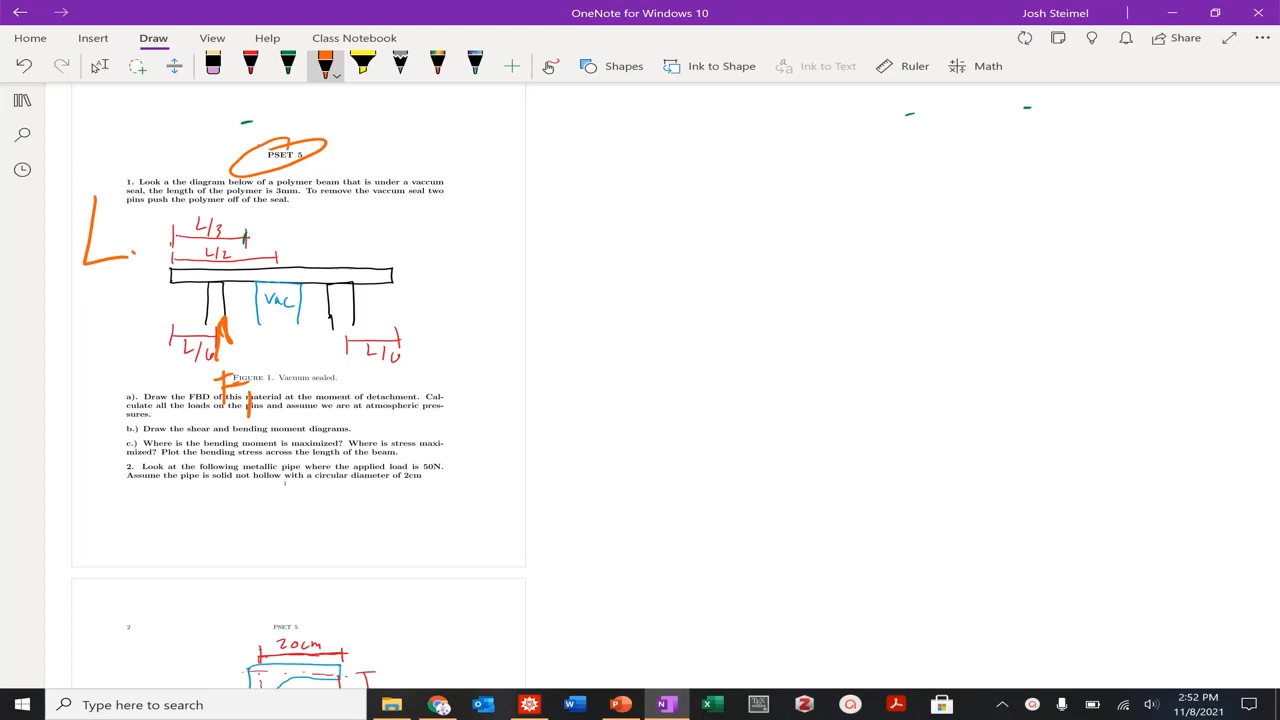 OneNote for Windows 10
Josh Steimel
Home
Insert
Draw
View
Help
Class Notebook
Share
Shapes
Ink to Shape
Ink to Text
Ruler
Math
PSET 5
1. Look a the diagram below of a polymer beam that is under a vaccum
seal, the length of the polymer is 3mm. To remove the vaccum seal two
pins push the polymer off of the seal.
L/3
L/2
L.
Vac
L/6
L/6
F1
Figure 1. Vacuum sealed.
a). Draw the FBD of this material at the moment of detachment. Cal-
culate all the loads on the pins and assume we are at atmospheric pres-
sures.
b.) Draw the shear and bending moment diagrams.
c.) Where is the bending moment is maximized? Where is stress maxi-
mized? Plot the bending stress across the length of the beam.
2. Look at the following metallic pipe where the applied load is 50N.
Assume the pipe is solid not hollow with a circular diameter of 2cm
1
2
PSET 5
20cm
Type here to search
2:52 PM
11/8/2021